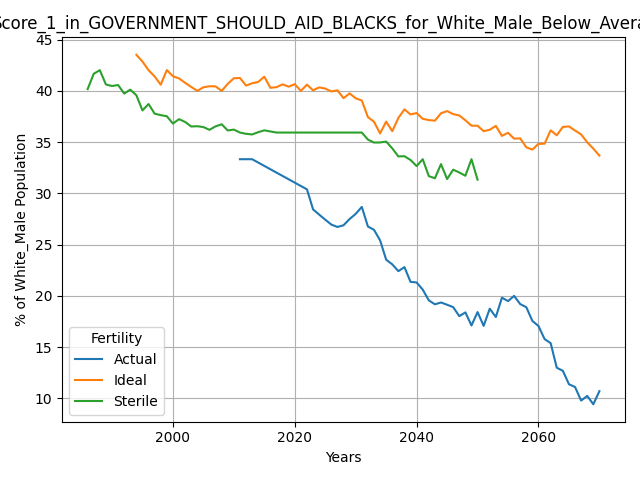 Score_1_in_GOVERNMENT_SHOULD_AID_BLACKS_for_White_Male_Below_Avera
45
40
35
30
25
20
15
10
% of White_Male Population
Fertility
Actual
Ideal
Sterile
2000 2020 2040 2060
Years